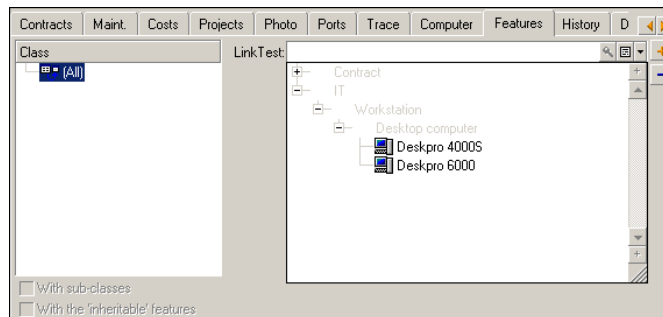 Contracts Maint. Costs Projects Photo Ports Trace Computer Features History D
Class
LinkTest:
(All)
Contract
IT
Workstation
Desktop computer
Deskpro 4000S
Deskpro 6000
With sub-classes
With the 'inheritable' features